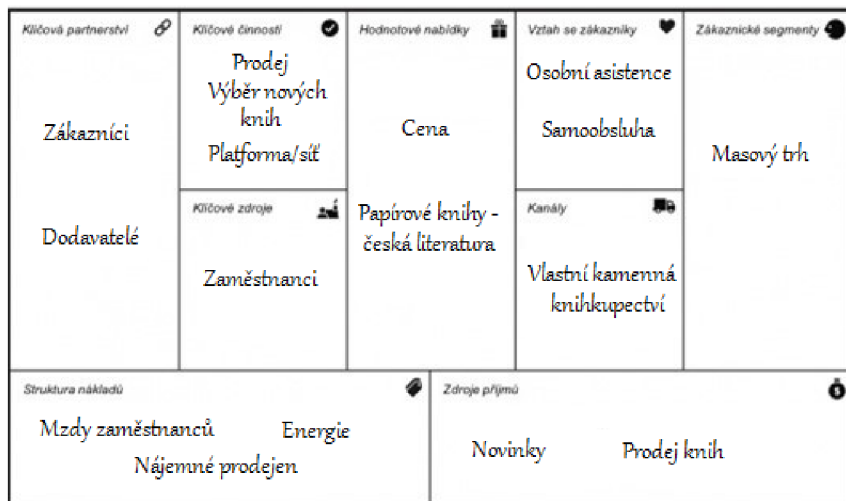 Klíčová partnerství
Zákazníci
Dodavatelé
Klíčové činnosti
Prodej
Výběr nových
knih
Platforma/síť
Klíčové zdroje
Zaměstnanci
Hodnotové nabídky
Cena
Papírové knihy -
česká literatura
Vztah se zákazníky
Osobní asistence
Samoobsluha
Kanály
Vlastní kamenná
knihkupectví
Zákaznické segmenty
Masový trh
Struktura nákladů
Mzdy zaměstnanců
Energie
Nájemné prodejen
Zdroje příjmů
Novinky
Prodej knih